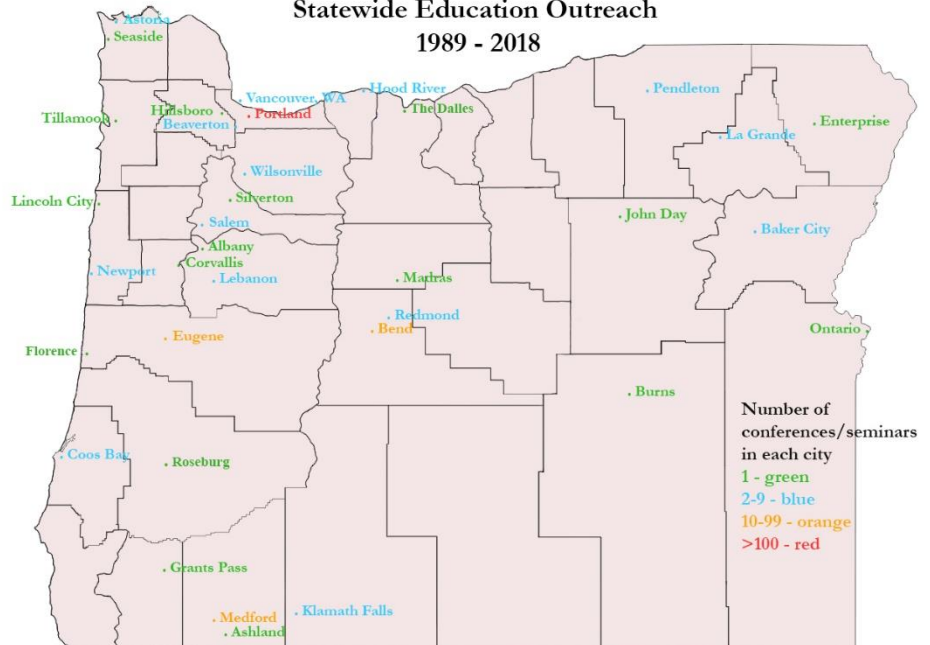 Statewide Education Outreach
1989 - 2018
Astoria
Seaside
Hood River
Pendleton
Vancouver, WA
The Dalles
Hillsboro
Portland
Tillamook
Beaverton
Enterprise
La Grande
Wilsonville
Lincoln City
Silverton
John Day
Salem
Baker City
Albany
Corvallis
Newport
Lebanon
Madras
Redmond
Bend
Ontario
Eugene
Florence
Burns
Number of
conferences/seminars
in each city
1 - green
2-9 - blue
10-99 - orange
>100 - red
Coos Bay
Roseburg
Grants Pass
Klamath Falls
Medford
Ashland